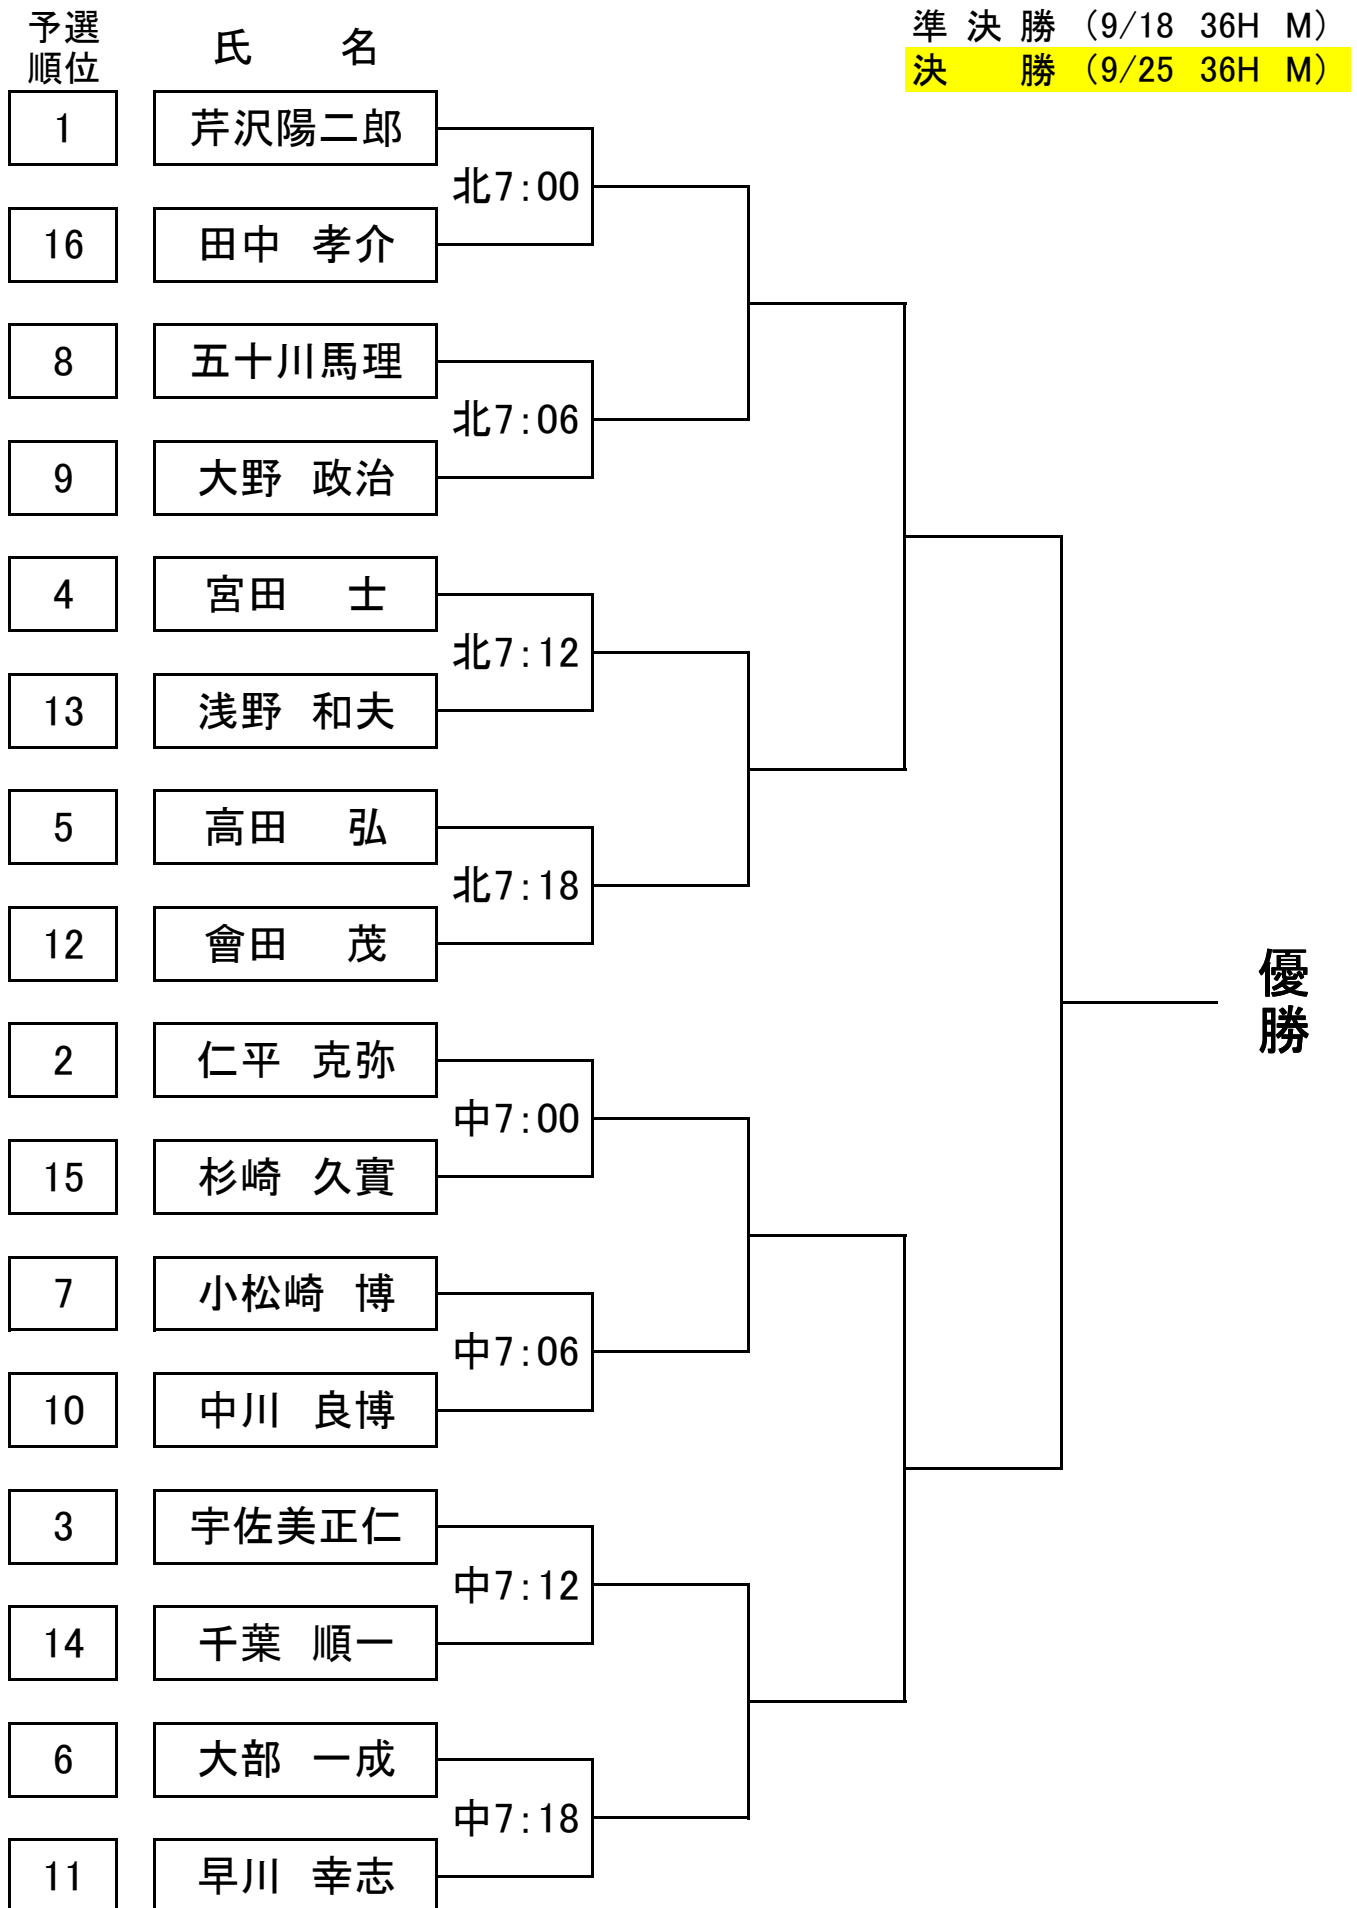 予選
順位
氏　名
準 決 勝 （9/18 36H M）
決　　勝 （9/25 36H M）
1 芹沢陽二郎
北7:00
16 田中 孝介
8 五十川馬理
北7:06
9 大野 政治
4 宮田 士
北7:12
13 浅野 和夫
5 高田 弘
北7:18
12 會田 茂
優
勝
2 仁平 克弥
中7:00
15 杉崎 久實
7 小松崎 博
中7:06
10 中川 良博
3 宇佐美正仁
中7:12
14 千葉 順一
6 大部 一成
中7:18
11 早川 幸志